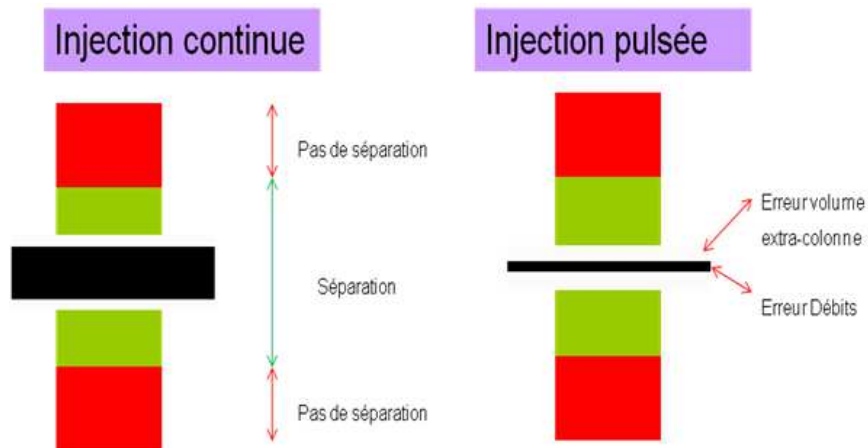 Injection continue
Injection pulsée
Pas de séparation
Séparation
Pas de séparation
Erreur volume
extra-colonne
Erreur Débits